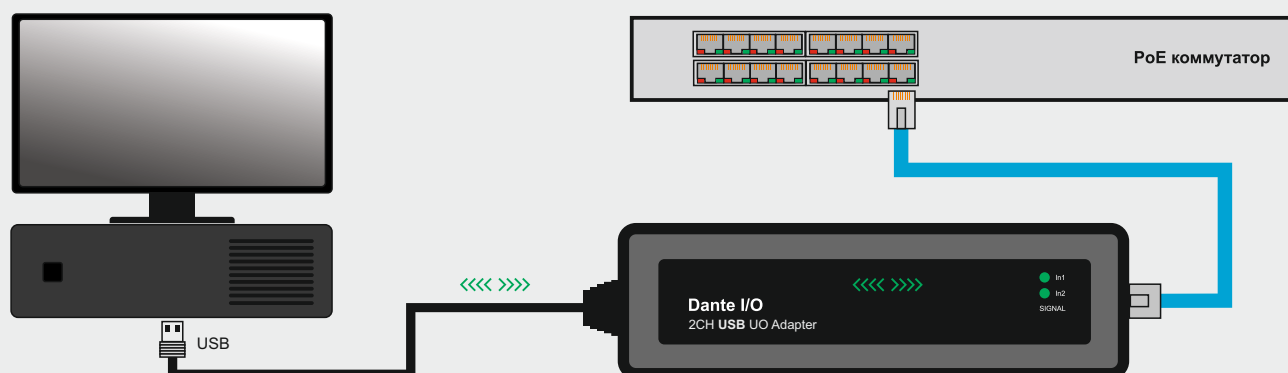 PoE коммутатор
In1
In2
SIGNAL
Dante I/O
2CH USB UO Adapter
USB